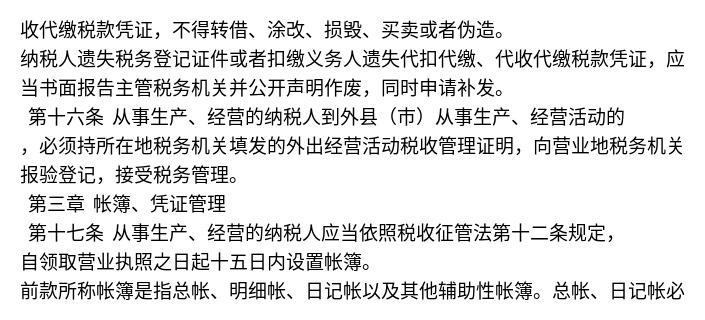 收代缴税款凭证，不得转借、涂改、损毁、买卖或者伪造。
纳税人遗失税务登记证件或者扣缴义务人遗失代扣代缴、代收代缴税款凭证，应
当书面报告主管税务机关并公开声明作废，同时申请补发。
第十六条 从事生产、经营的纳税人到外县（市）从事生产、经营活动的
，必须持所在地税务机关填发的外出经营活动税收管理证明，向营业地税务机关
报验登记，接受税务管理。
第三章 帐簿、凭证管理
第十七条 从事生产、经营的纳税人应当依照税收征管法第十二条规定，
自领取营业执照之日起十五日内设置帐簿。
前款所称帐簿是指总帐、明细帐、日记帐以及其他辅助性帐簿。总帐、日记帐必